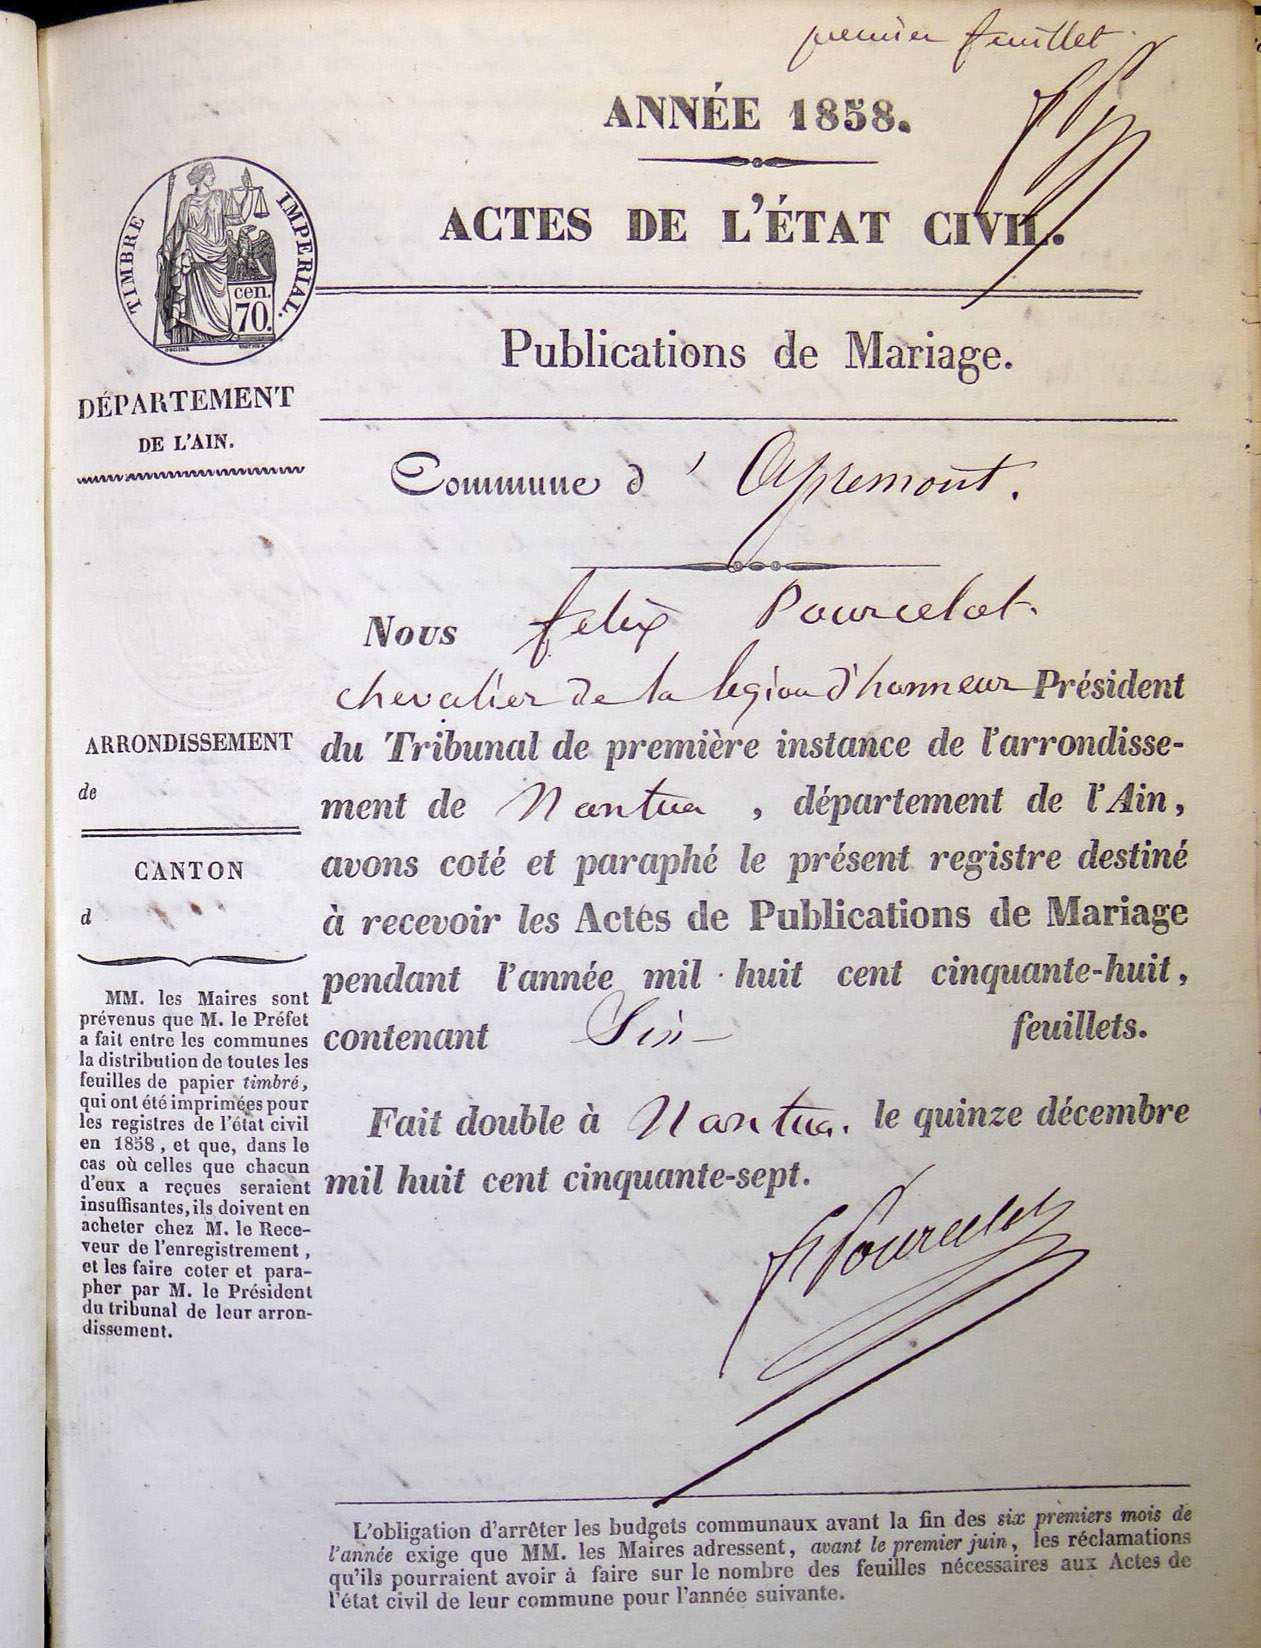 premier feuillet
ANNÉE 1858.
ACTES DE L'ÉTAT CIVIL.
TIMBRE IMPERIAL.
cen.
70.
Publications de Mariage.
DÉPARTEMENT
DE L'AIN.
Commune d' Apremont.
Nous felix Pourcelot.
chevalier de la legion d'honneur Président
du Tribunal de première instance de l'arrondisse-
ment de Nantua, département de l'Ain,
avons coté et paraphé le présent registre destiné
à recevoir les Actes de Publications de Mariage
pendant l'année mil huit cent cinquante-huit,
contenant Six feuillets.
Fait double à Nantua. le quinze décembre
mil huit cent cinquante-sept.
F Pourcelot
ARRONDISSEMENT
de
CANTON
d
MM. les Maires sont
prévenus que M. le Préfet
a fait entre les communes
la distribution de toutes les
feuilles de papier timbré,
qui ont été imprimées pour
les registres de l'état civil
en 1858, et que, dans le
cas où celles que chacun
d'eux a reçues seraient
insuffisantes, ils doivent en
acheter chez M. le Rece-
veur de l'enregistrement,
et les faire coter et para-
pher par M. le Président
du tribunal de leur arron-
dissement.
L'obligation d'arrêter les budgets communaux avant la fin des six premiers mois de
l'année exige que MM. les Maires adressent, avant le premier juin, les réclamations
qu'ils pourraient avoir à faire sur le nombre des feuilles nécessaires aux Actes de
l'état civil de leur commune pour l'année suivante.